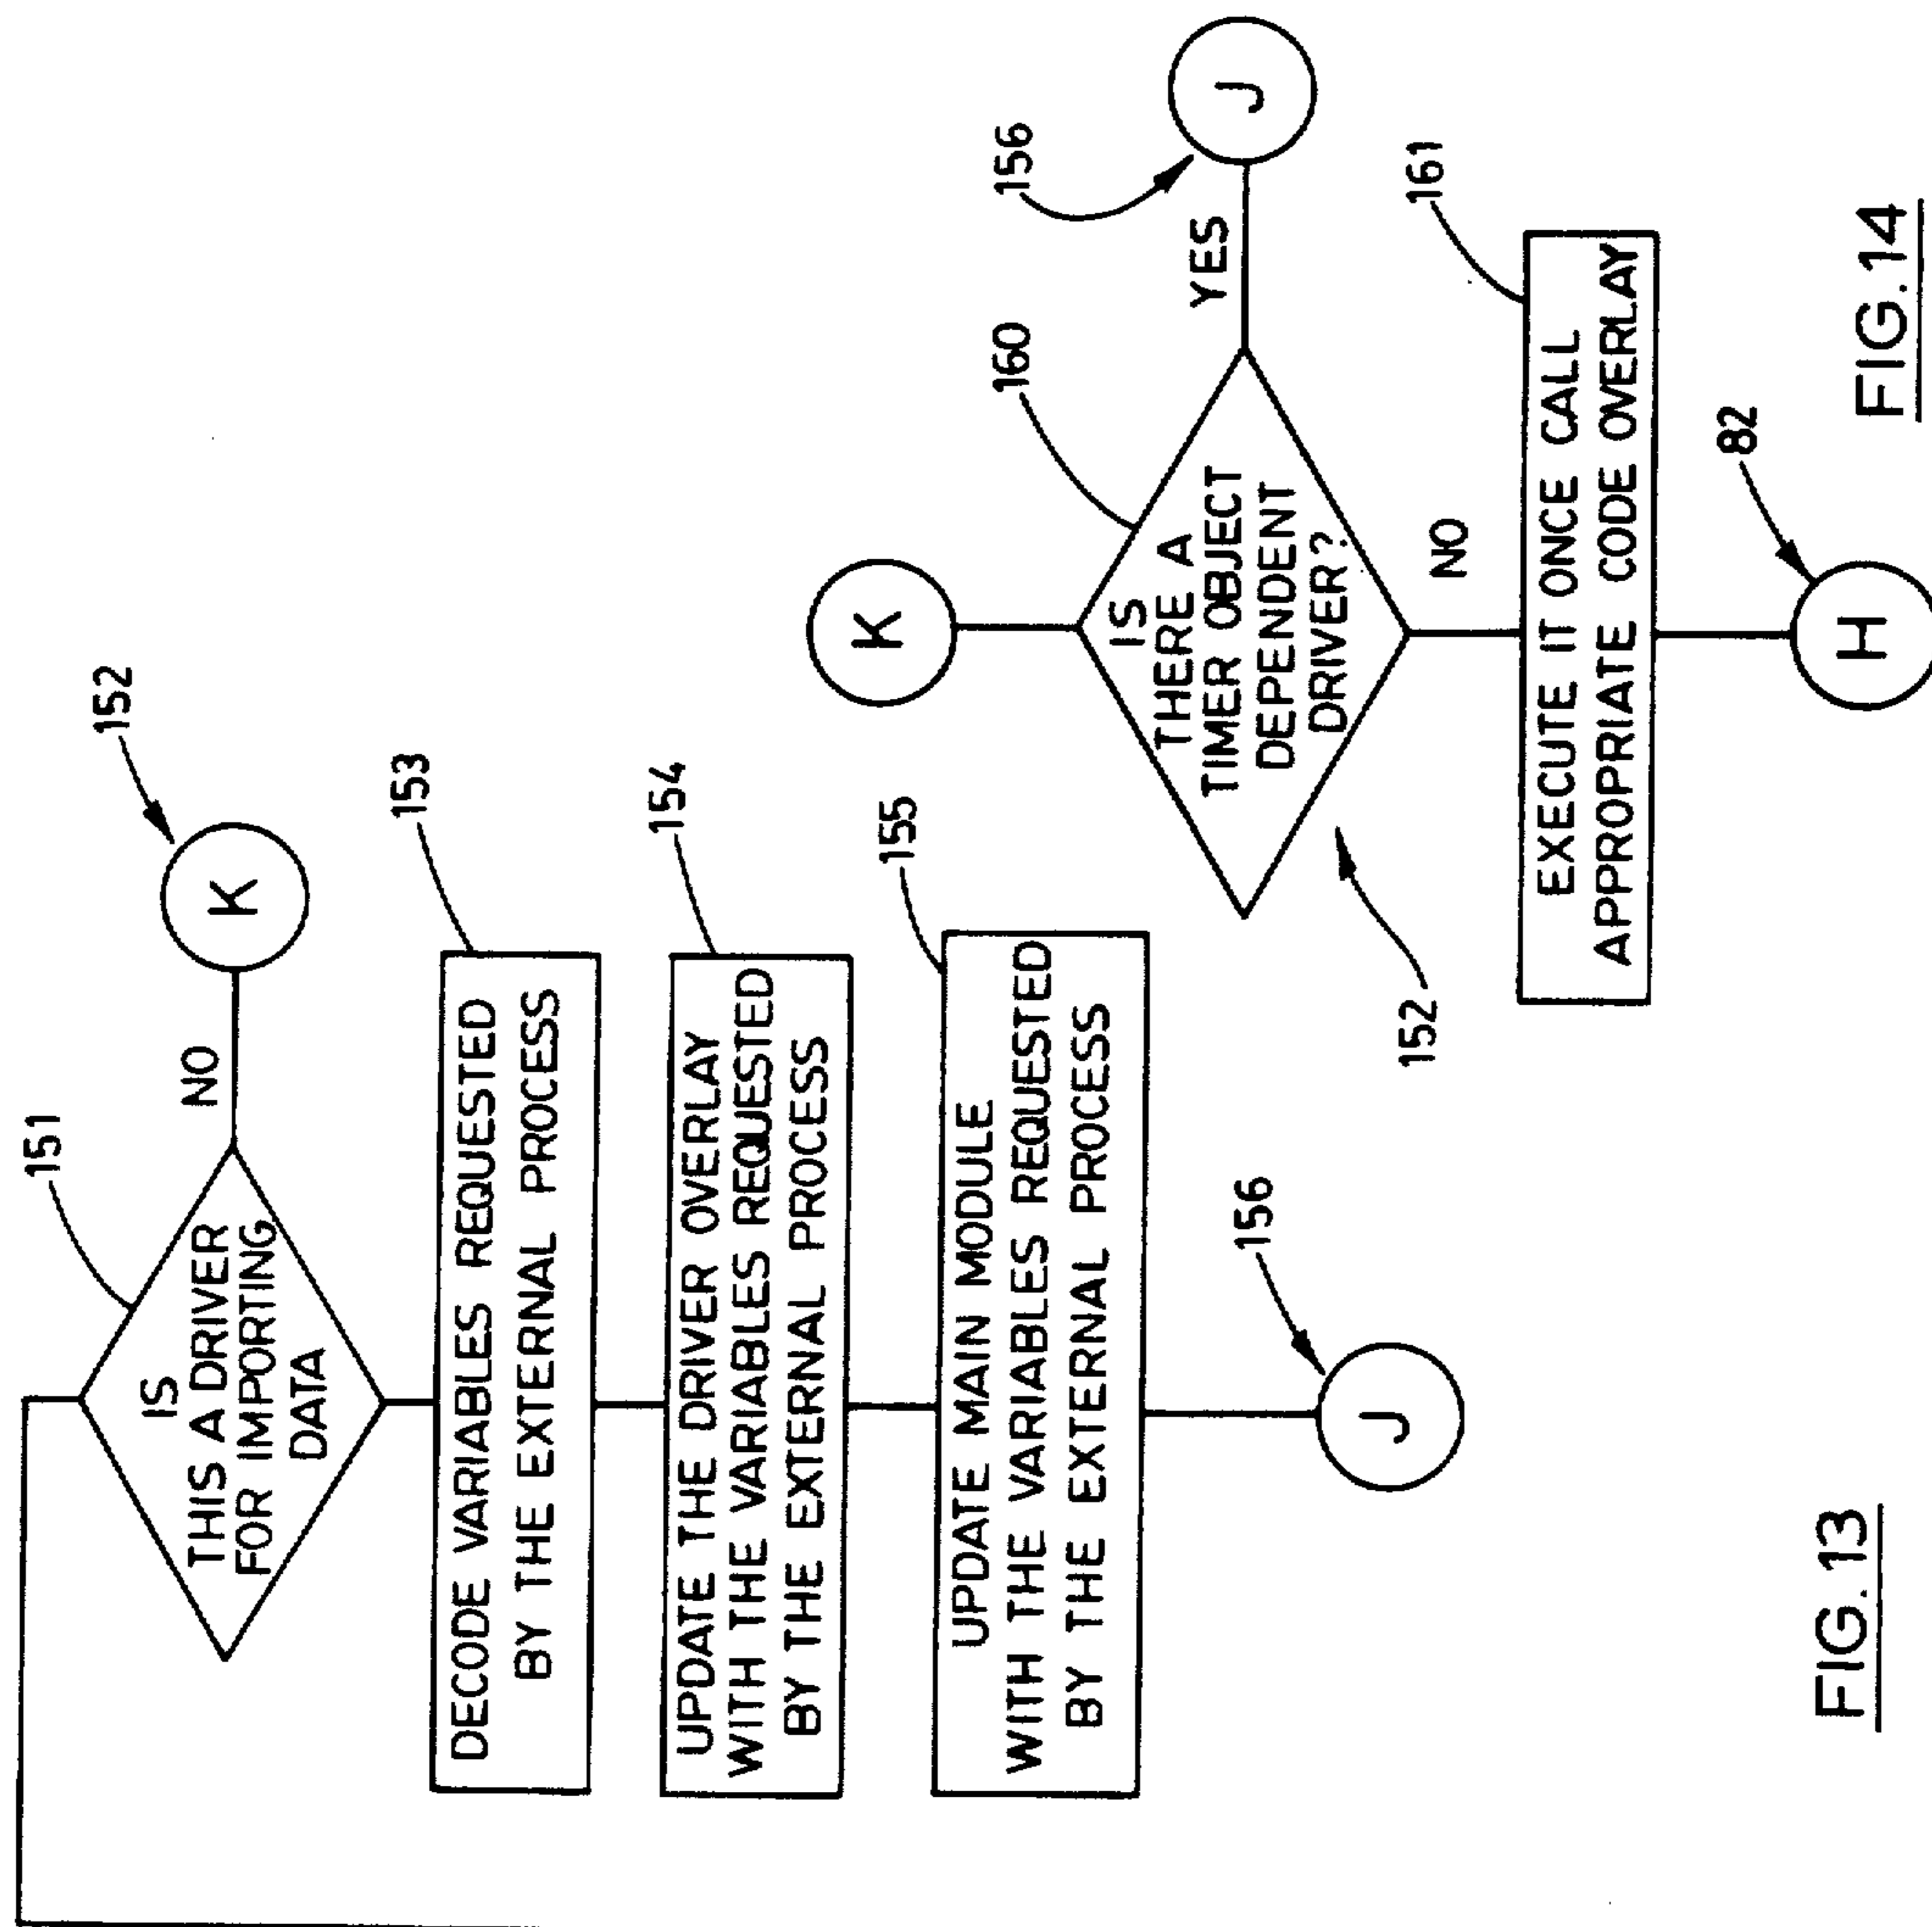 151
IS
THIS A DRIVER
FOR IMPORTING
DATA
NO
152
K
153
DECODE VARIABLES REQUESTED
BY THE EXTERNAL PROCESS
154
UPDATE THE DRIVER OVERLAY
WITH THE VARIABLES REQUESTED
BY THE EXTERNAL PROCESS
155
UPDATE MAIN MODULE
WITH THE VARIABLES REQUESTED
BY THE EXTERNAL PROCESS
156
J
FIG.13
K
160
IS
THERE A
TIMER OBJECT
DEPENDENT
DRIVER?
YES
156
J
152
NO
161
EXECUTE IT ONCE CALL
APPROPRIATE CODE OVERLAY
82
H
FIG.14